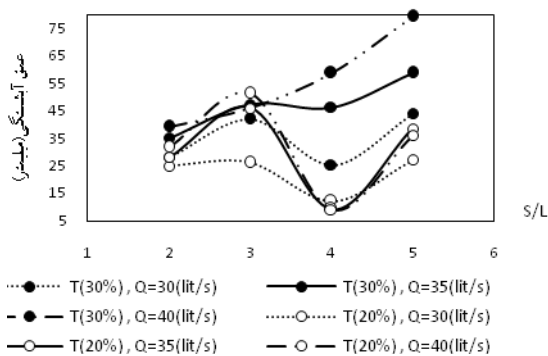 75
65
55
45
35
25
15
5
عمق آبشستگی(میلیمتر)
S/L
1 2 3 4 5 6
T(30%) , Q=30(lit/s) T(30%) , Q=35(lit/s)
T(30%) , Q=40(lit/s) T(20%) , Q=30(lit/s)
T(20%) , Q=35(lit/s) T(20%) , Q=40(lit/s)